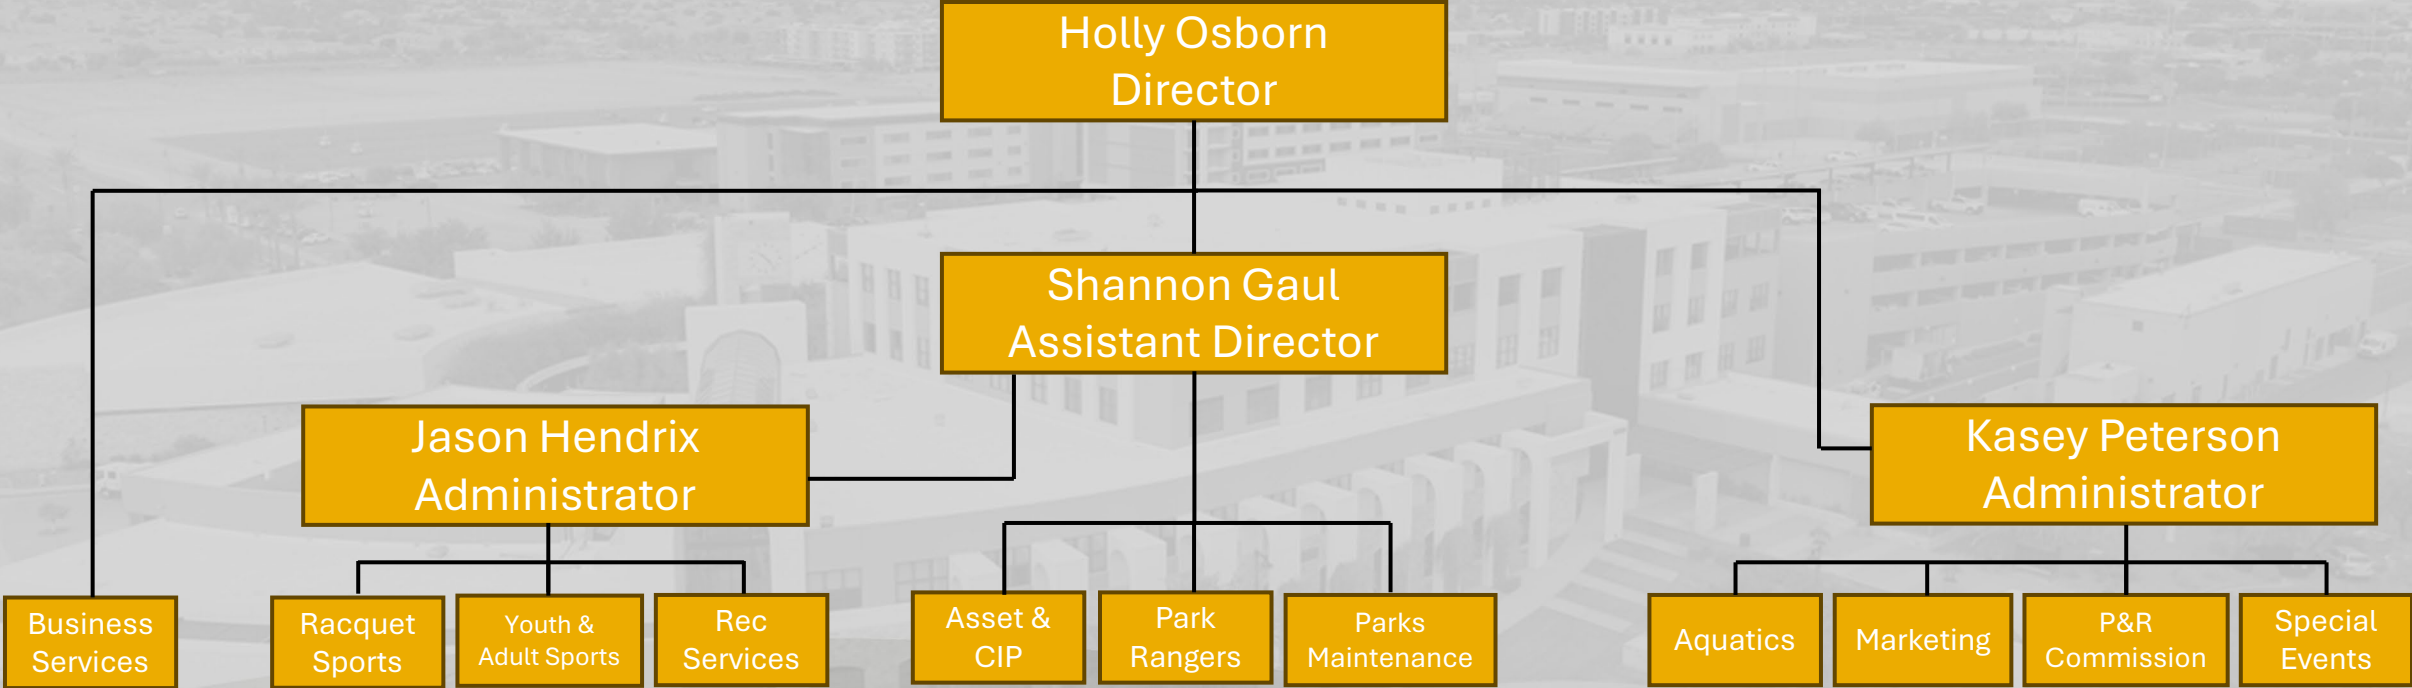 Holly Osborn
Director
Shannon Gaul
Assistant Director
Jason Hendrix
Administrator
Kasey Peterson
Administrator
Business
Services
Racquet
Sports
Youth &
Adult Sports
Rec
Services
Asset &
CIP
Park
Rangers
Parks
Maintenance
Aquatics
Marketing
P&R
Commission
Special
Events